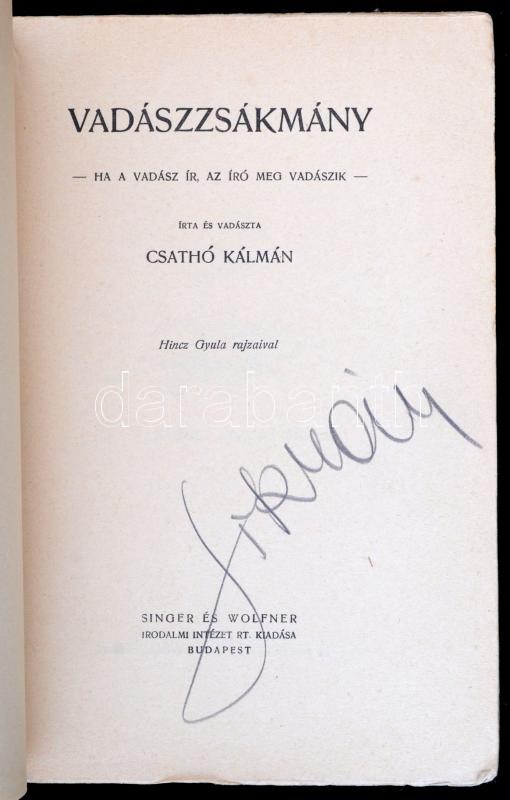 VADÁSZZSÁKMÁNY
— HA A VADÁSZ ÍR, AZ ÍRÓ MEG VADÁSZIK —
ÍRTA ÉS VADÁSZTA
CSATHÓ KÁLMÁN
Hincz Gyula rajzaival
darabanth
SINGER ÉS WOLFNER
IRODALMI INTÉZET RT. KIADÁSA
BUDAPEST